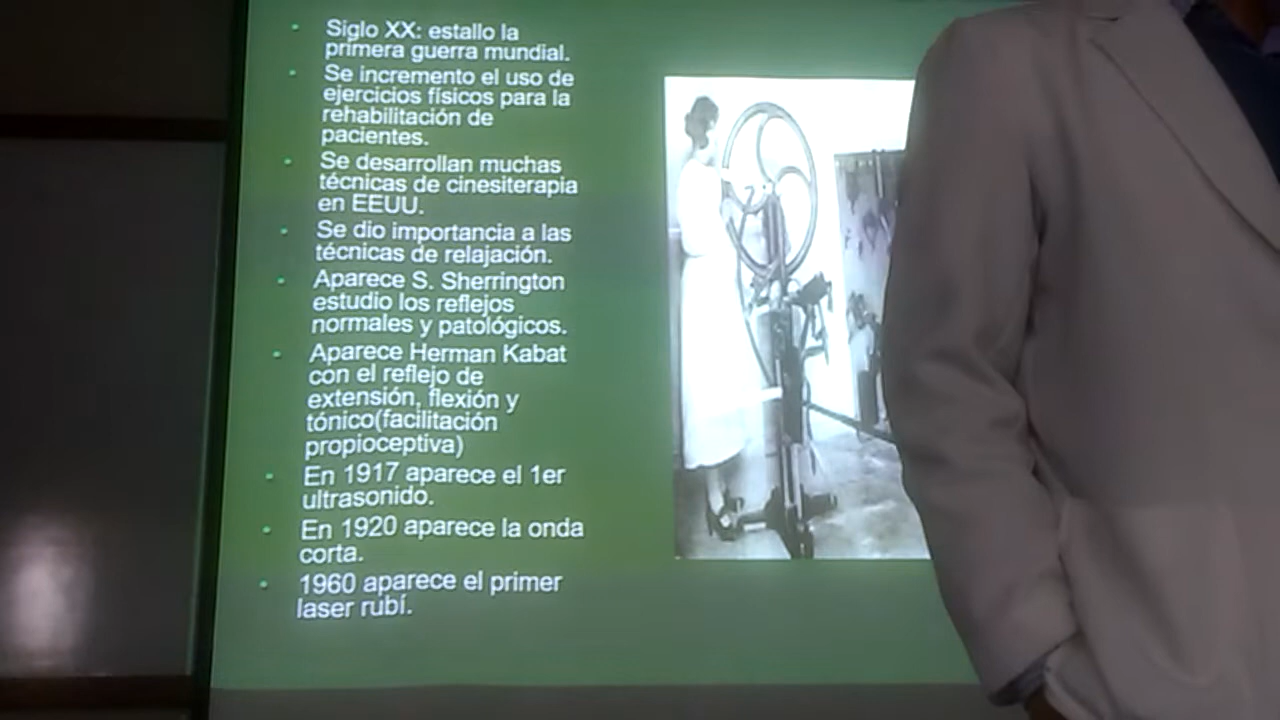 Siglo XX: estallo la
primera guerra mundial.
Se incremento el uso de
ejercicios físicos para la
rehabilitación de
pacientes.
Se desarrollan muchas
técnicas de cinesiterapia
en EEUU.
Se dio importancia a las
técnicas de relajación.
Aparece S. Sherrington
estudio los reflejos
normales y patológicos.
Aparece Herman Kabat
con el reflejo de
extensión, flexión y
tónico(facilitación
propioceptiva)
En 1917 aparece el 1er
ultrasonido.
En 1920 aparece la onda
corta.
1960 aparece el primer
laser rubí.